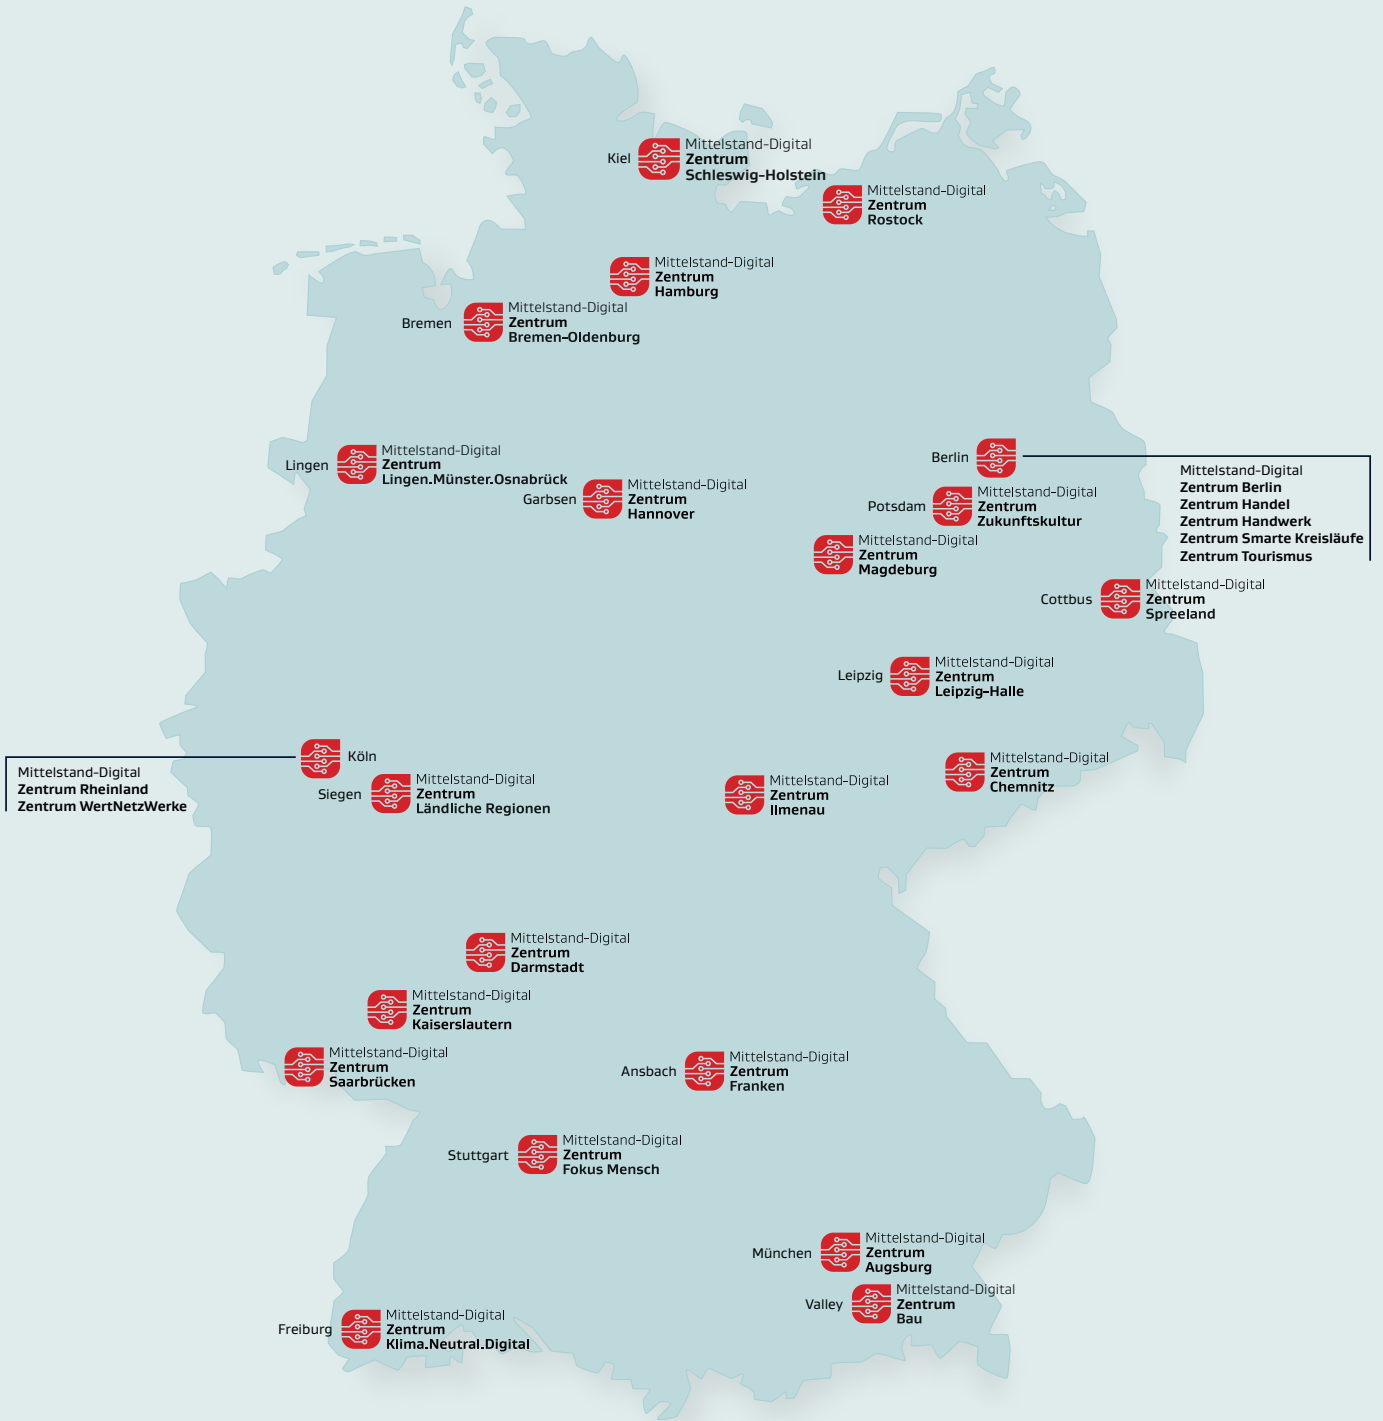 Kiel
Mittelstand-Digital
Zentrum
Schleswig-Holstein
Mittelstand-Digital
Zentrum
Rostock
Mittelstand-Digital
Zentrum
Hamburg
Bremen
Mittelstand-Digital
Zentrum
Bremen-Oldenburg
Lingen
Mittelstand-Digital
Zentrum
Lingen.Münster.Osnabrück
Garbsen
Mittelstand-Digital
Zentrum
Hannover
Berlin
Mittelstand-Digital
Zentrum Berlin
Zentrum Handel
Zentrum Handwerk
Zentrum Smarte Kreisläufe
Zentrum Tourismus
Potsdam
Mittelstand-Digital
Zentrum
Zukunftskultur
Mittelstand-Digital
Zentrum
Magdeburg
Cottbus
Mittelstand-Digital
Zentrum
Spreeland
Leipzig
Mittelstand-Digital
Zentrum
Leipzig-Halle
Köln
Mittelstand-Digital
Zentrum Rheinland
Zentrum WertNetzWerke
Siegen
Mittelstand-Digital
Zentrum
Ländliche Regionen
Mittelstand-Digital
Zentrum
Ilmenau
Mittelstand-Digital
Zentrum
Chemnitz
Mittelstand-Digital
Zentrum
Darmstadt
Mittelstand-Digital
Zentrum
Kaiserslautern
Mittelstand-Digital
Zentrum
Saarbrücken
Ansbach
Mittelstand-Digital
Zentrum
Franken
Stuttgart
Mittelstand-Digital
Zentrum
Fokus Mensch
München
Mittelstand-Digital
Zentrum
Augsburg
Valley
Mittelstand-Digital
Zentrum
Bau
Freiburg
Mittelstand-Digital
Zentrum
Klima.Neutral.Digital